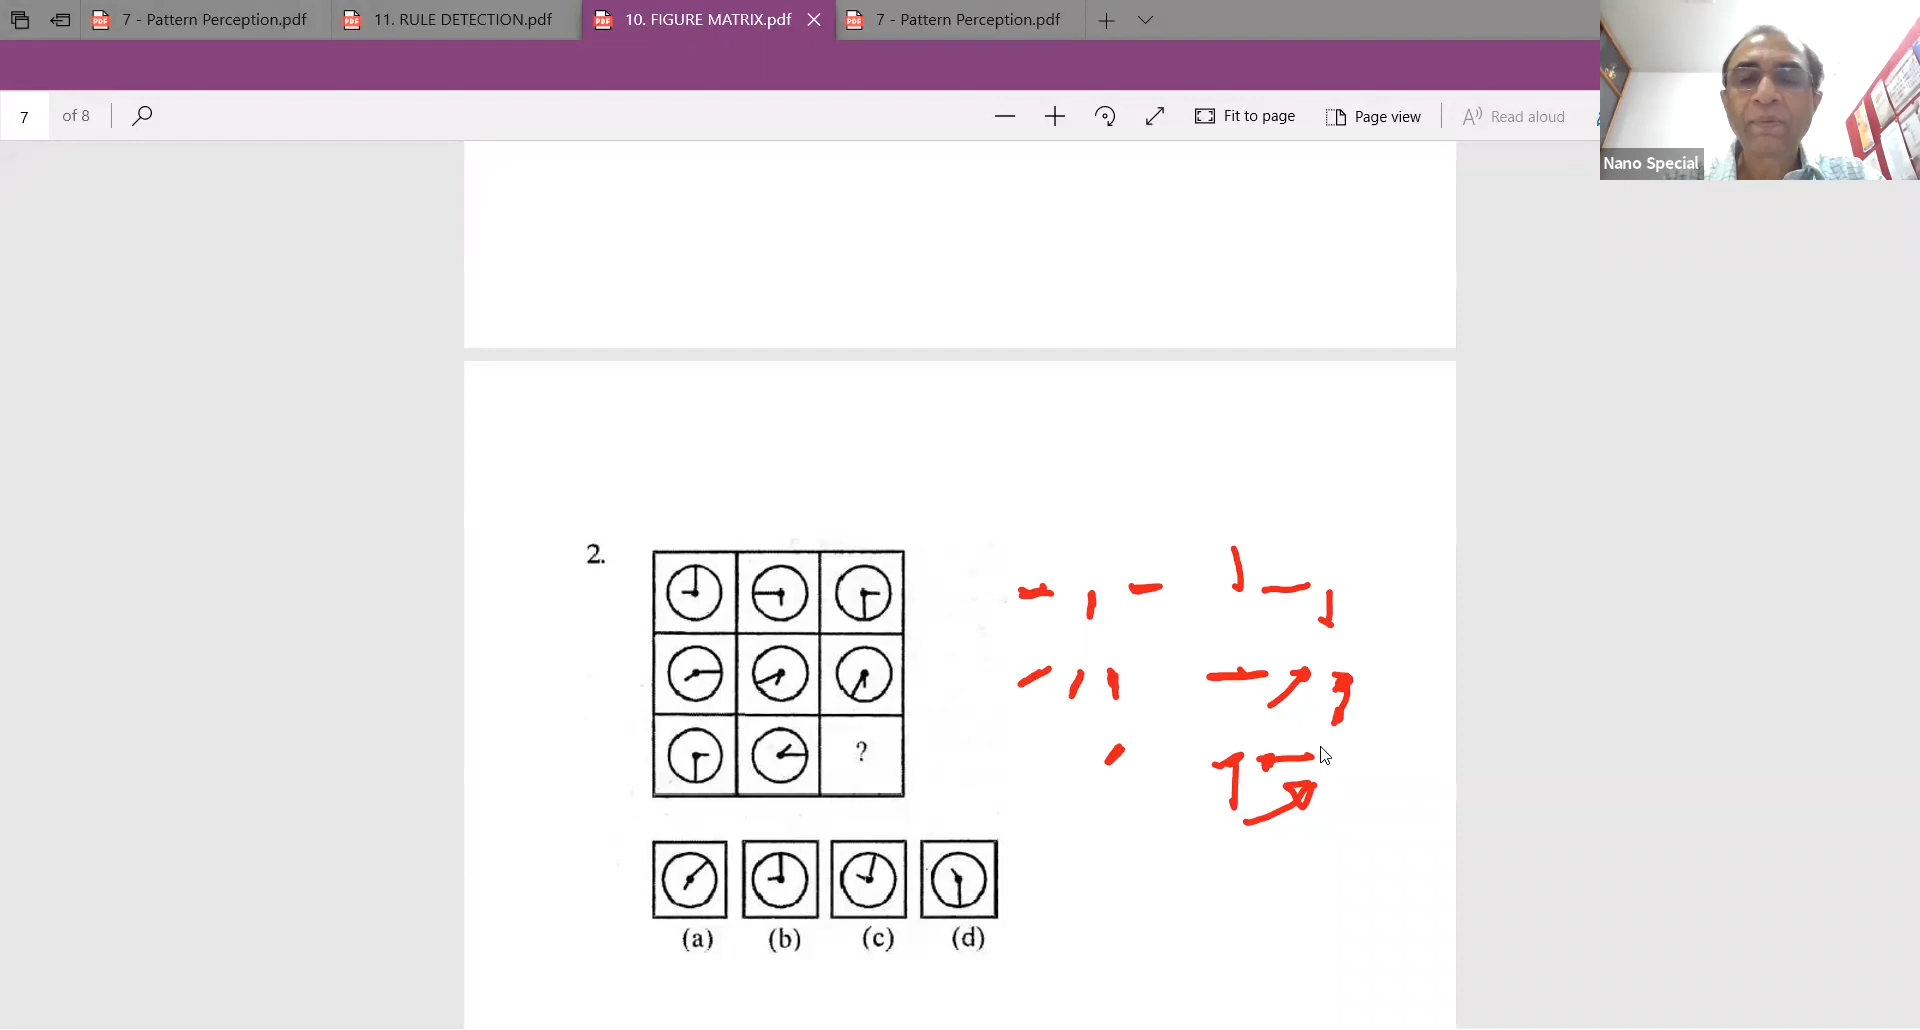 7 - Pattern Perception.pdf
11. RULE DETECTION.pdf
10. FIGURE MATRIX.pdf
7 - Pattern Perception.pdf
7 of 8
Fit to page
Page view
Read aloud
Nano Special
2.
?
(a) (b) (c) (d)